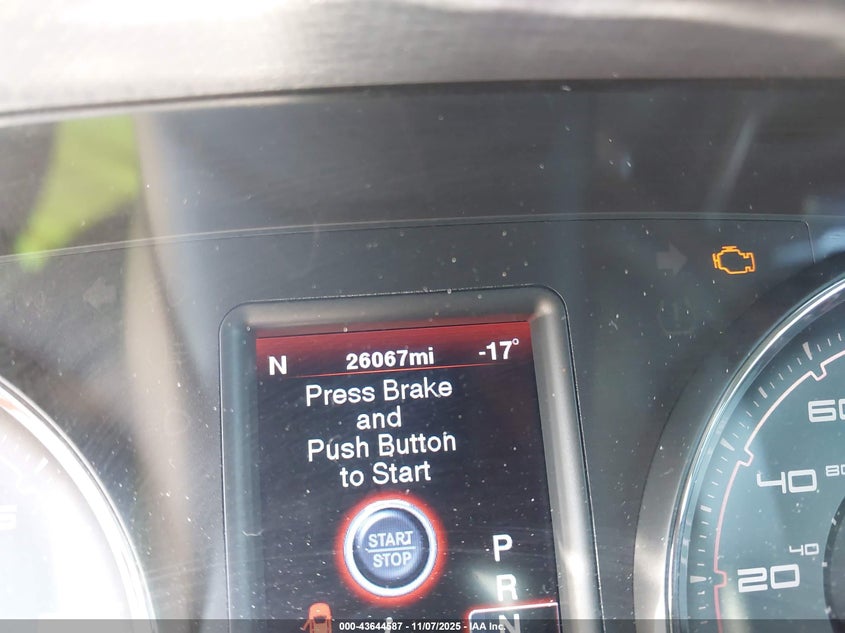 N 26067mi -17°
Press Brake
and
Push Button
to Start
START
STOP
P
R
N
60
40 80
40
20
000-43644587 - 11/07/2025 - IAA Inc.